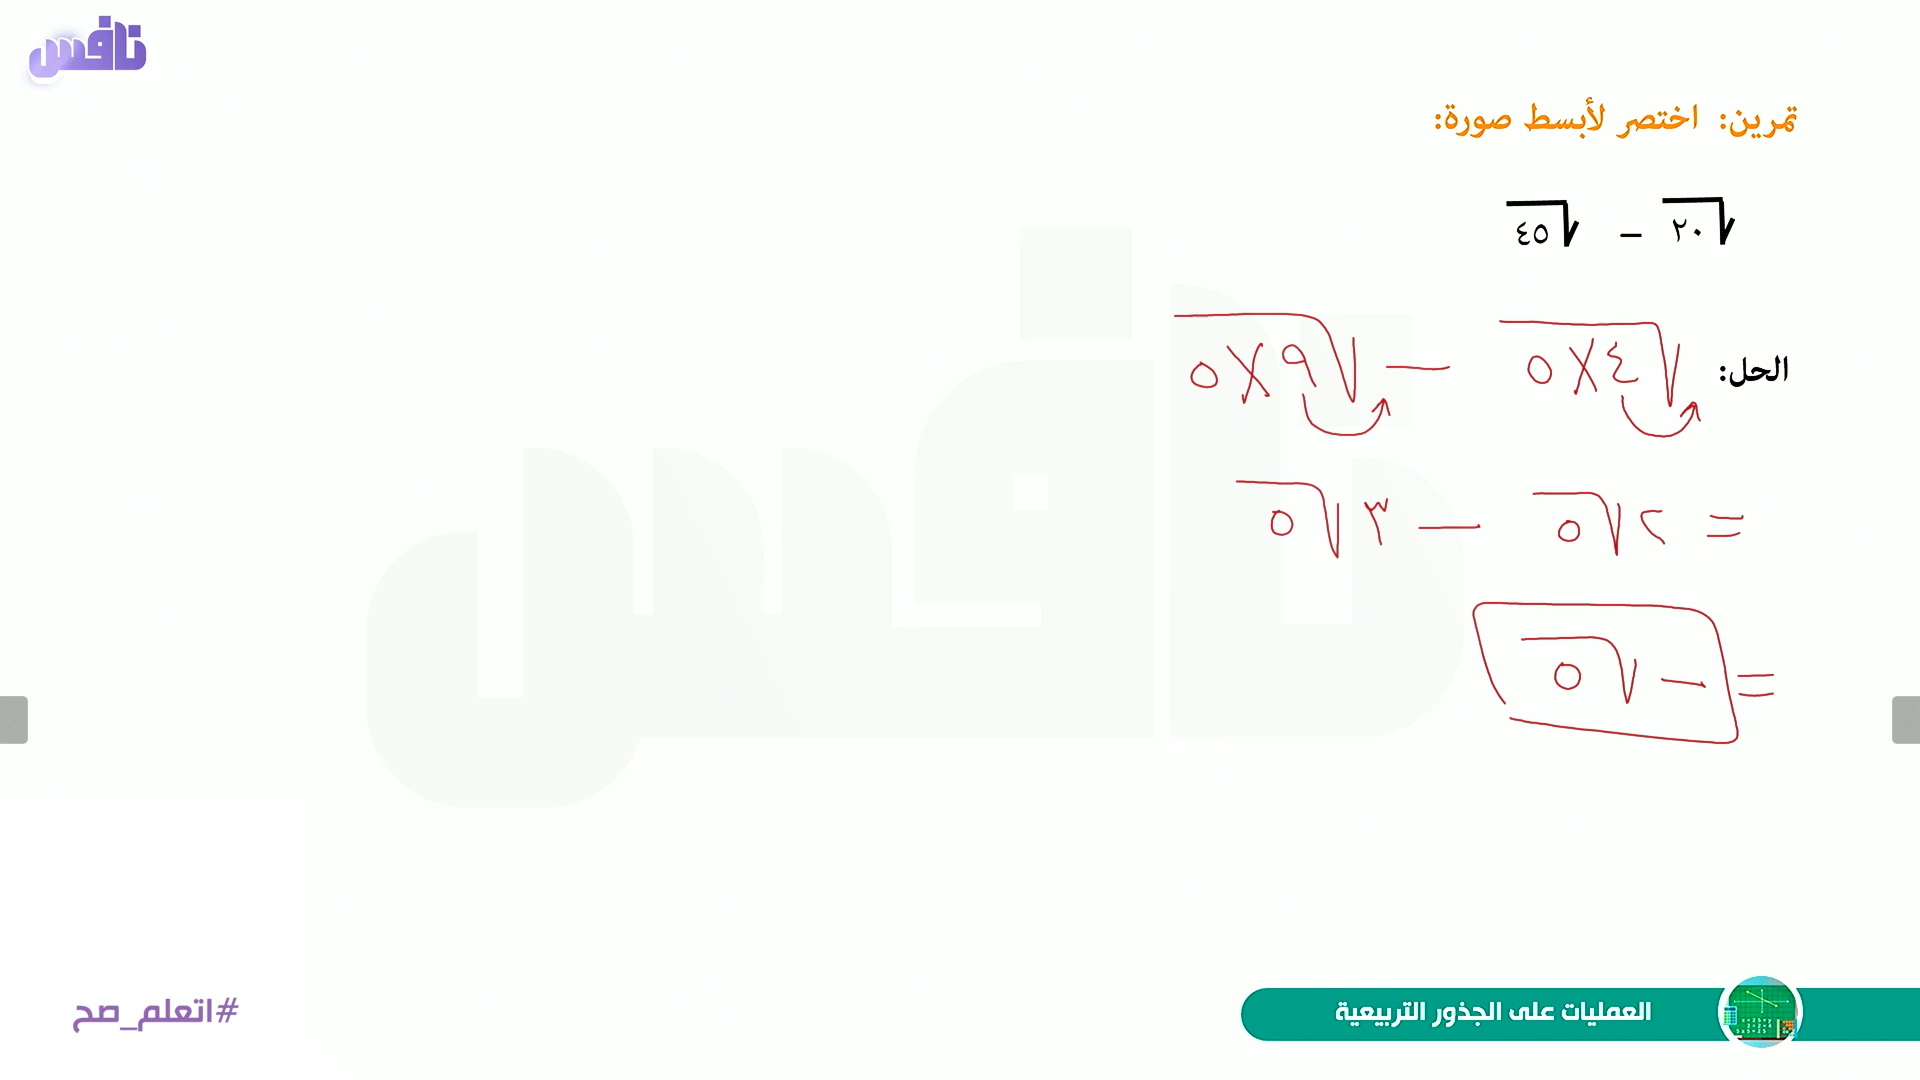 نافس
تمرين: اختصر لأبسط صورة:
√٢٠ − √٤٥
الحل: √(٤×٥) − √(٩×٥)
= ٢√٥ − ٣√٥
= −√٥
#اتعلم_صح
العمليات على الجذور التربيعية